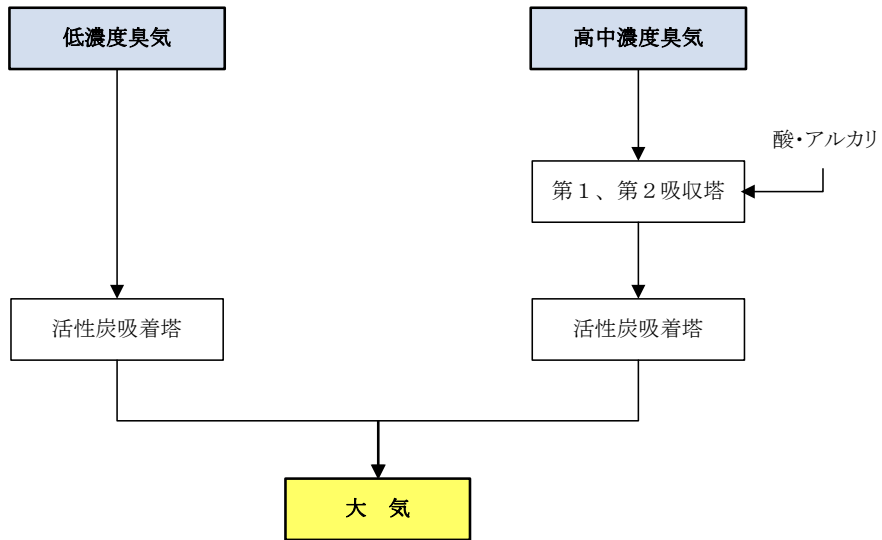 低濃度臭気
高中濃度臭気
酸・アルカリ
第１、第２吸収塔
活性炭吸着塔
活性炭吸着塔
大　気